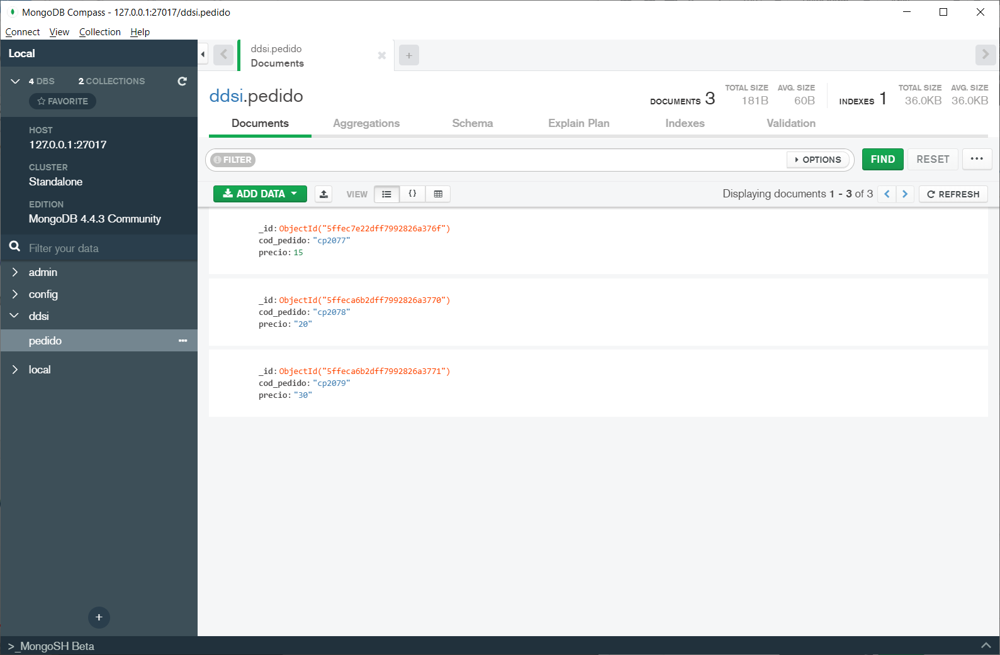 MongoDB Compass - 127.0.0.1:27017/ddsi.pedido
Connect View Collection Help
Local
4 DBS 2 COLLECTIONS
FAVORITE
HOST
127.0.0.1:27017
CLUSTER
Standalone
EDITION
MongoDB 4.4.3 Community
Filter your data
admin
config
ddsi
pedido
local
>_MongoSH Beta
ddsi.pedido
Documents
ddsi.pedido
DOCUMENTS 3 TOTAL SIZE 181B AVG. SIZE 60B INDEXES 1 TOTAL SIZE 36.0KB AVG. SIZE 36.0KB
Documents Aggregations Schema Explain Plan Indexes Validation
FILTER OPTIONS FIND RESET ...
ADD DATA VIEW {} Displaying documents 1 - 3 of 3 REFRESH
_id: ObjectId("5ffec7e22dff7992826a376f")
cod_pedido: "cp2077"
precio: 15
_id: ObjectId("5ffeca6b2dff7992826a3770")
cod_pedido: "cp2078"
precio: "20"
_id: ObjectId("5ffeca6b2dff7992826a3771")
cod_pedido: "cp2079"
precio: "30"